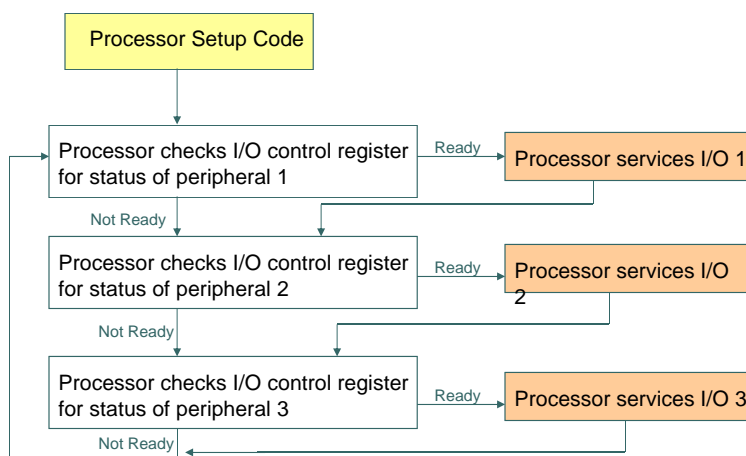 Processor Setup Code
Processor checks I/O control register
for status of peripheral 1
Ready
Processor services I/O 1
Not Ready
Processor checks I/O control register
for status of peripheral 2
Ready
Processor services I/O
2
Not Ready
Processor checks I/O control register
for status of peripheral 3
Ready
Processor services I/O 3
Not Ready